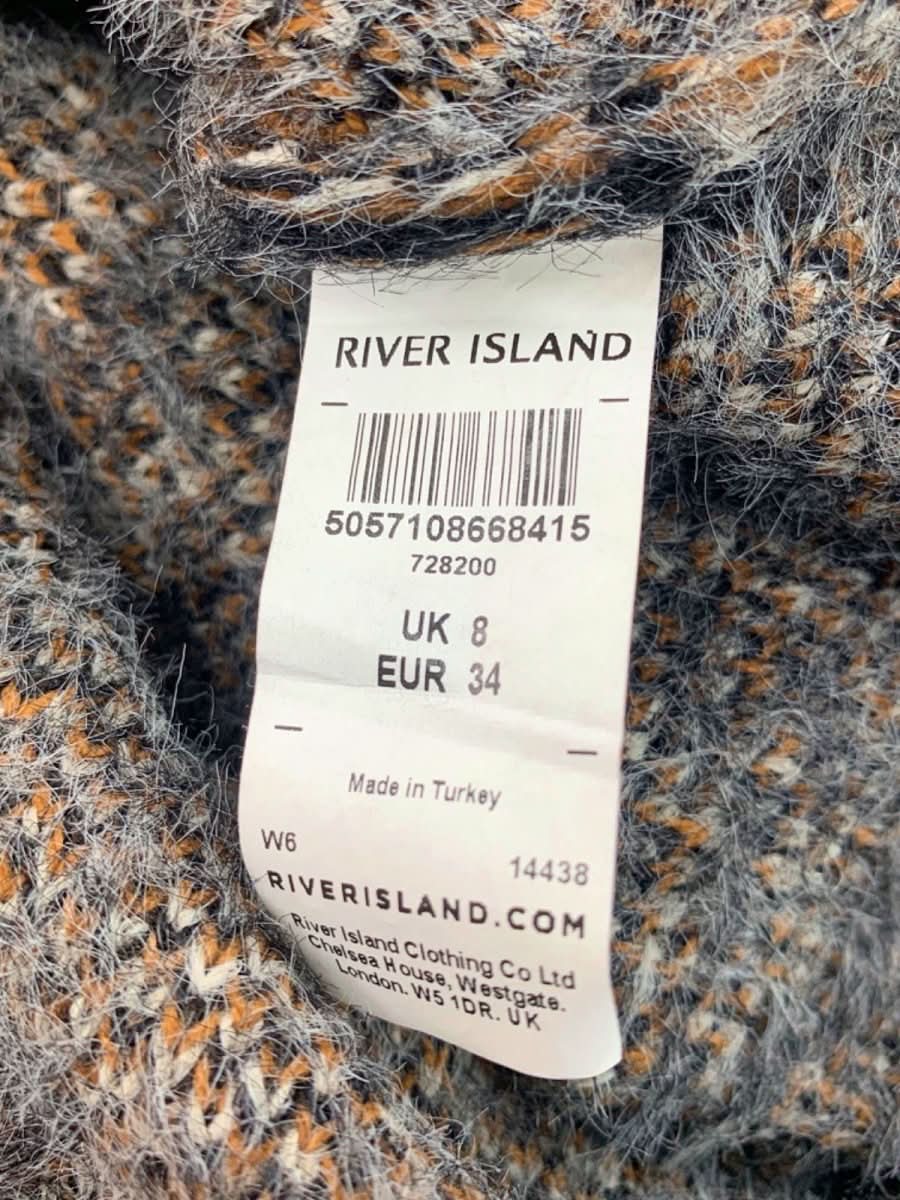 RIVER ISLAND
5057108668415
728200
UK 8
EUR 34
Made in Turkey
W6
14438
RIVERISLAND.COM
River Island Clothing Co Ltd
Chelsea House, Westgate.
London. W5 1DR. UK